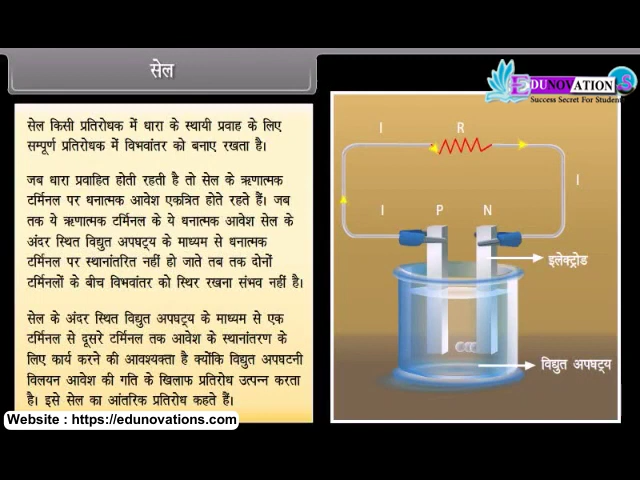 सेल
EDUNOVATIONS
Success Secret For Student
सेल किसी प्रतिरोधक में धारा के स्थायी प्रवाह के लिए
सम्पूर्ण प्रतिरोधक में विभवांतर को बनाए रखता है।
जब धारा प्रवाहित होती रहती है तो सेल के ऋणात्मक
टर्मिनल पर धनात्मक आवेश एकत्रित होते रहते हैं। जब
तक ये ऋणात्मक टर्मिनल के ये धनात्मक आवेश सेल के
अंदर स्थित विद्युत अपघट्य के माध्यम से धनात्मक
टर्मिनल पर स्थानांतरित नहीं हो जाते तब तक दोनों
टर्मिनलों के बीच विभवांतर को स्थिर रखना संभव नहीं है।
सेल के अंदर स्थित विद्युत अपघट्य के माध्यम से एक
टर्मिनल से दूसरे टर्मिनल तक आवेश के स्थानांतरण के
लिए कार्य करने की आवश्यकता है क्योंकि विद्युत अपघटनी
विलयन आवेश की गति के खिलाफ प्रतिरोध उत्पन्न करता
है। इसे सेल का आंतरिक प्रतिरोध कहते हैं।
Website : https://edunovations.com
I R
I
I P N
इलेक्ट्रोड
विद्युत अपघट्य